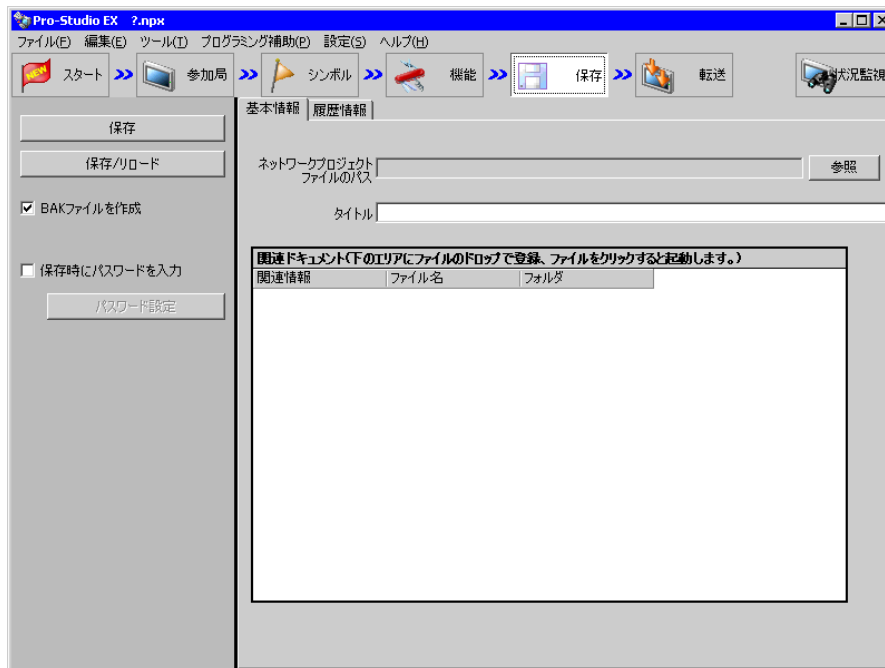 Pro-Studio EX ?.npx
ファイル(F) 編集(E) ツール(T) プログラミング補助(P) 設定(S) ヘルプ(H)
NEW スタート 参加局 シンボル 機能 保存 転送 状況監視
基本情報 履歴情報
保存
保存/リロード
ネットワークプロジェクト
ファイルのパス
参照
BAKファイルを作成
タイトル
関連ドキュメント(下のエリアにファイルのドロップで登録、ファイルをクリックすると起動します。)
関連情報 ファイル名 フォルダ
保存時にパスワードを入力
パスワード設定